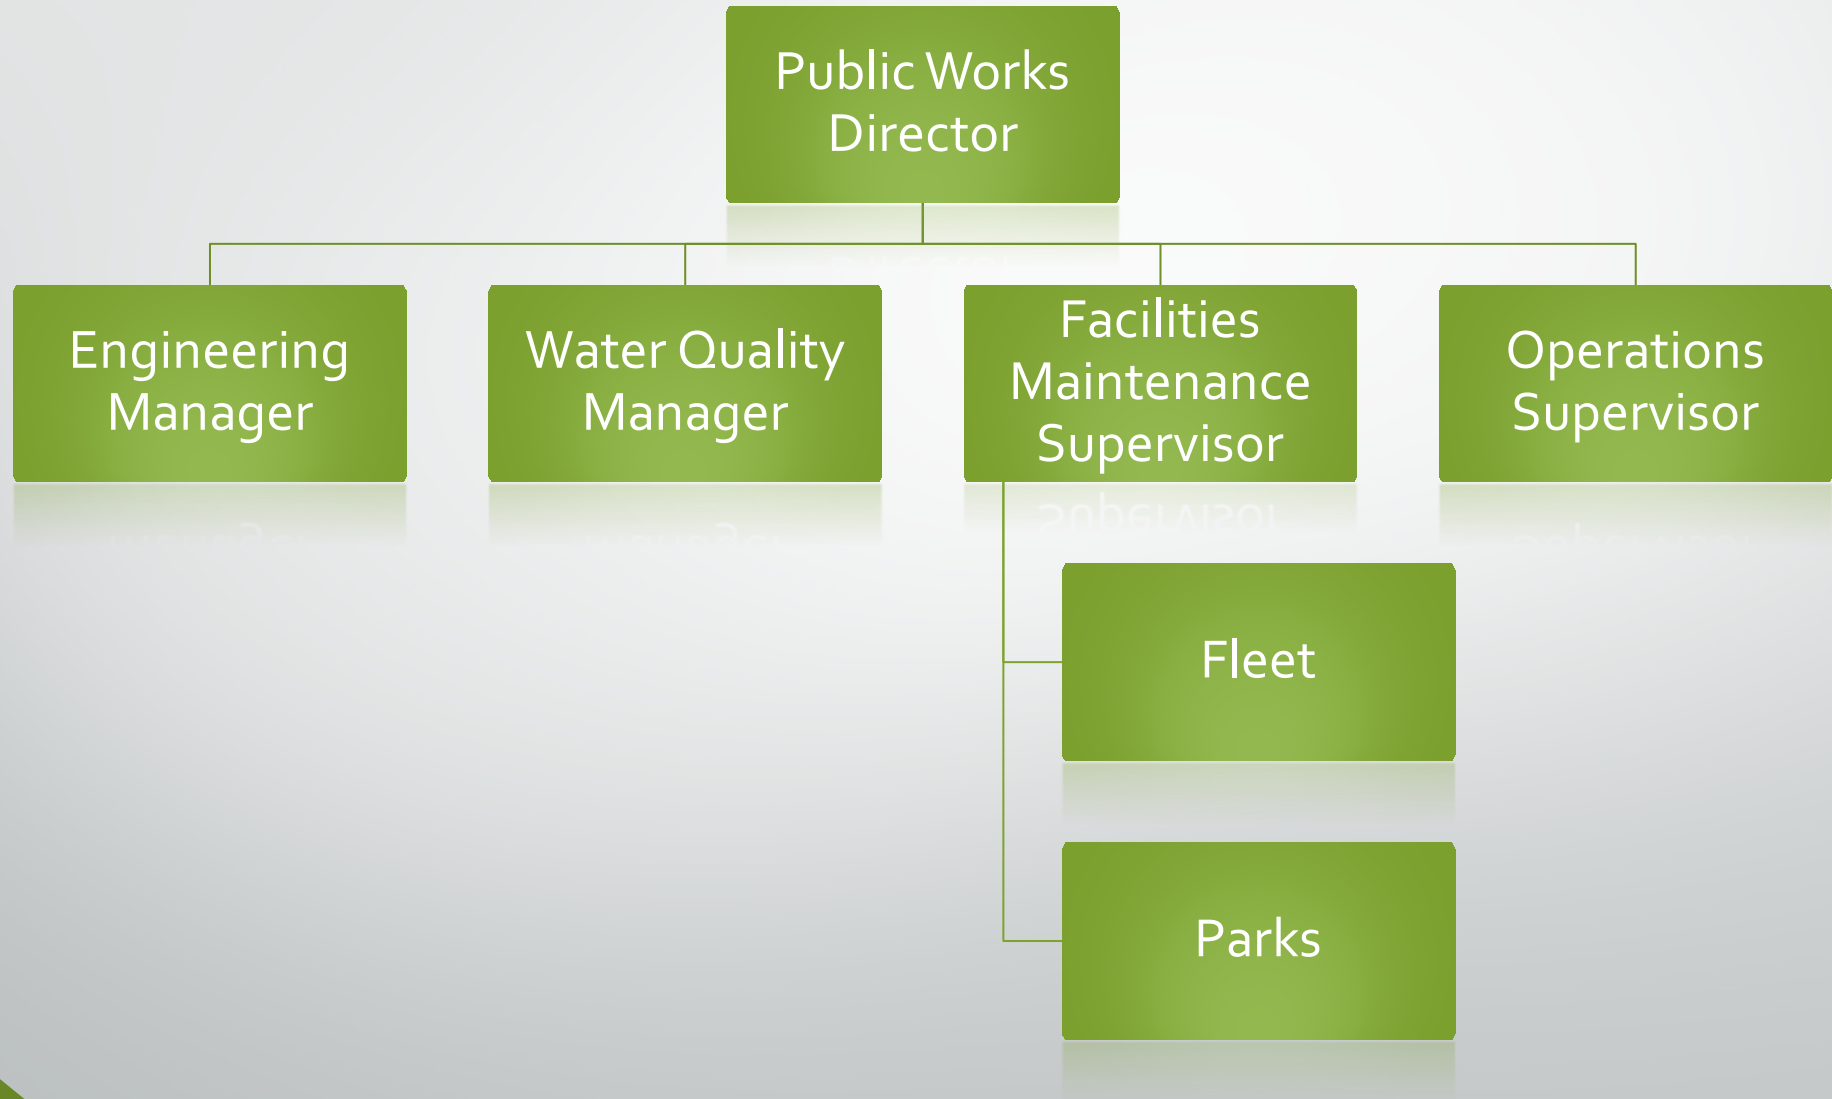 Public Works
Director
Engineering
Manager
Water Quality
Manager
Facilities
Maintenance
Supervisor
Operations
Supervisor
Fleet
Parks